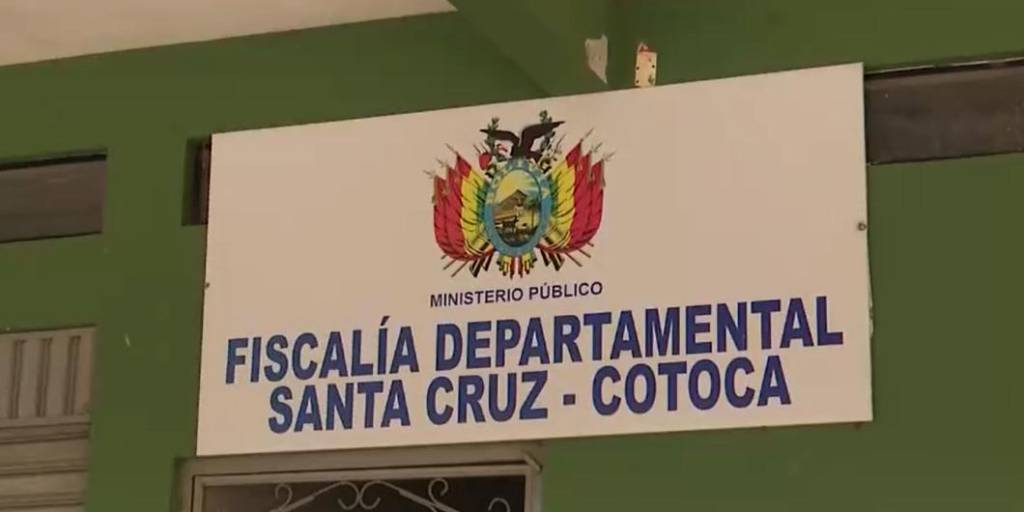 MINISTERIO PÚBLICO
FISCALÍA DEPARTAMENTAL
SANTA CRUZ - COTOCA